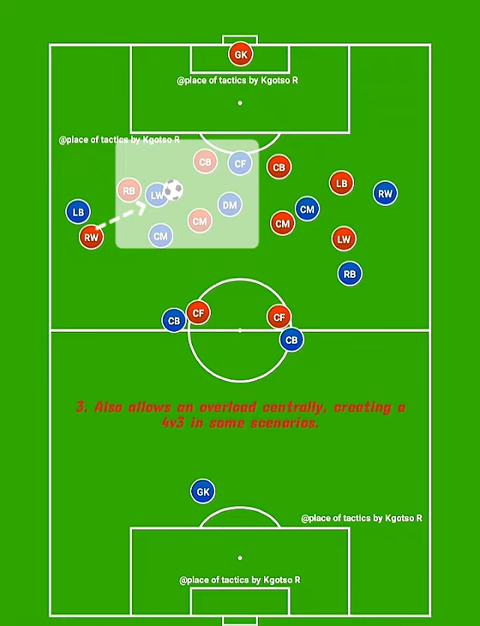 GK
@place of tactics by Kgotso R
@place of tactics by Kgotso R
CB
CF
CB
RB
LW
LB
RW
LB
DM
CM
RW
CM
CM
CM
LW
RB
CF
CB
CF
CB
3. Also allows an overload centrally, creating a
4v3 in some scenarios.
GK
@place of tactics by Kgotso R
@place of tactics by Kgotso R